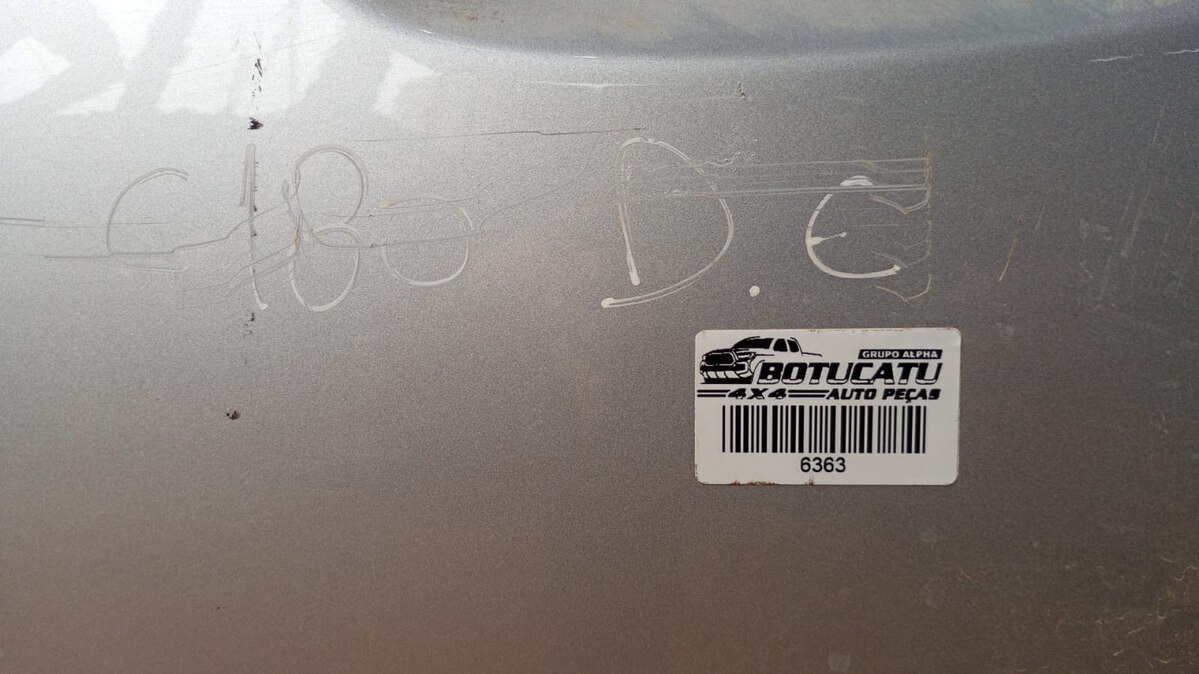 C180 D.E
GRUPO ALPHA
BOTUCATU
4X4 AUTO PEÇAS
6363